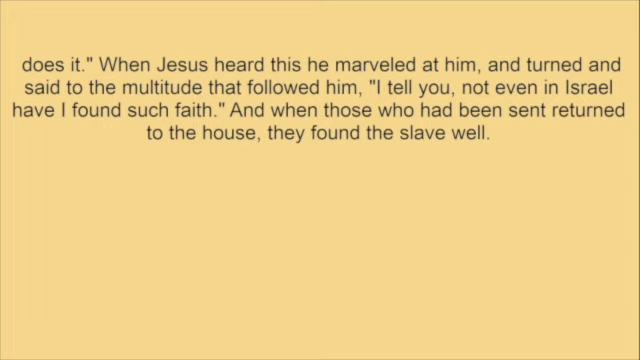 does it." When Jesus heard this he marveled at him, and turned and
said to the multitude that followed him, "I tell you, not even in Israel
have I found such faith." And when those who had been sent returned
to the house, they found the slave well.